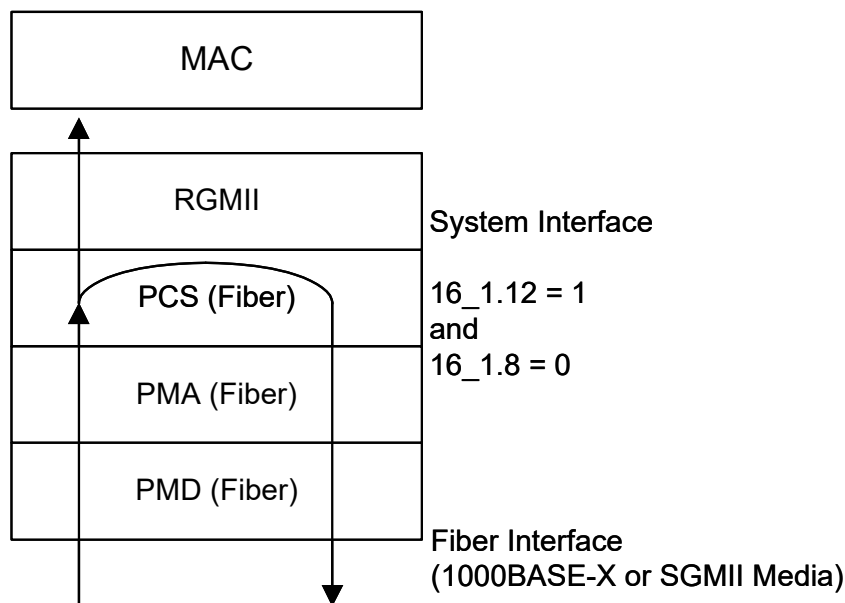 MAC
RGMII
System Interface
PCS (Fiber)
16_1.12 = 1
and
16_1.8 = 0
PMA (Fiber)
PMD (Fiber)
Fiber Interface
(1000BASE-X or SGMII Media)